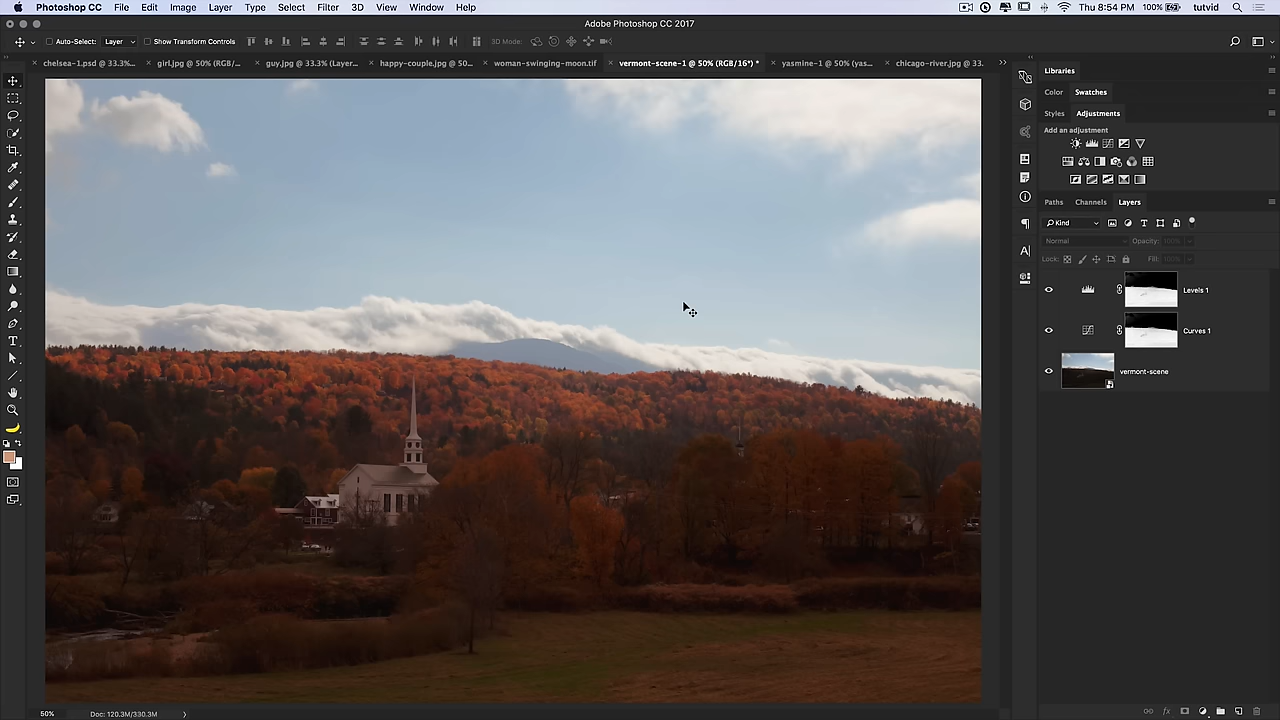 Photoshop CC File Edit Image Layer Type Select Filter 3D View Window Help Thu 8:54 PM 100% tutvid
Adobe Photoshop CC 2017
Auto-Select: Layer Show Transform Controls 3D Mode:
chelsea-1.psd @ 33.3%... girl.jpg @ 50% (RGB/... guy.jpg @ 33.3% (Layer... happy-couple.jpg @ 50... woman-swinging-moon.tif vermont-scene-1 @ 50% (RGB/16*) * yasmine-1 @ 50% (yas... chicago-river.jpg @ 33.
Libraries
Color Swatches
Styles Adjustments
Add an adjustment
Paths Channels Layers
Kind
Normal Opacity: 100%
Lock: Fill: 100%
Levels 1
Curves 1
vermont-scene
50% Doc: 120.3M/330.3M